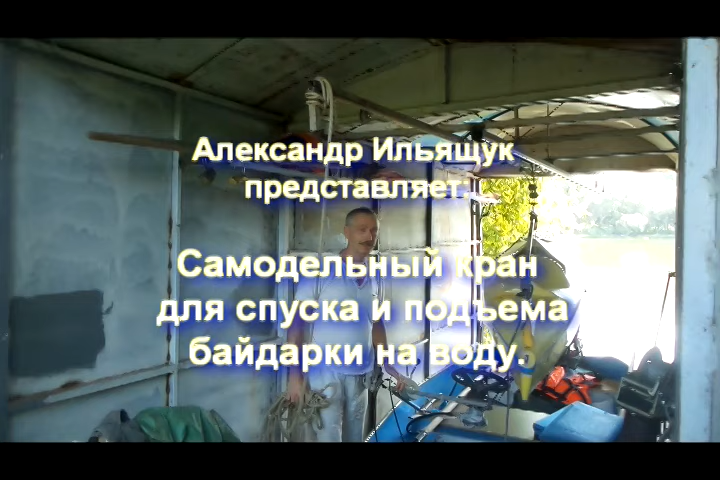 Александр Ильящук
представляет.
Самодельный кран
для спуска и подъема
байдарки на воду.